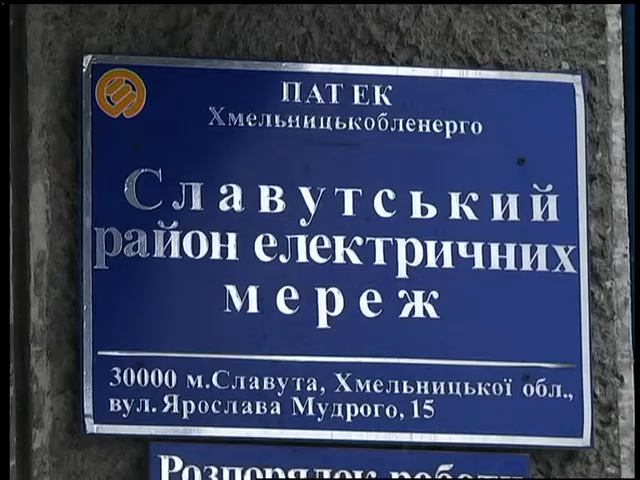 ПАТ ЕК
Хмельницькобленерго
Славутський
район електричних
мереж
30000 м.Славута, Хмельницької обл.,
вул. Ярослава Мудрого, 15
Розпорядок роботи